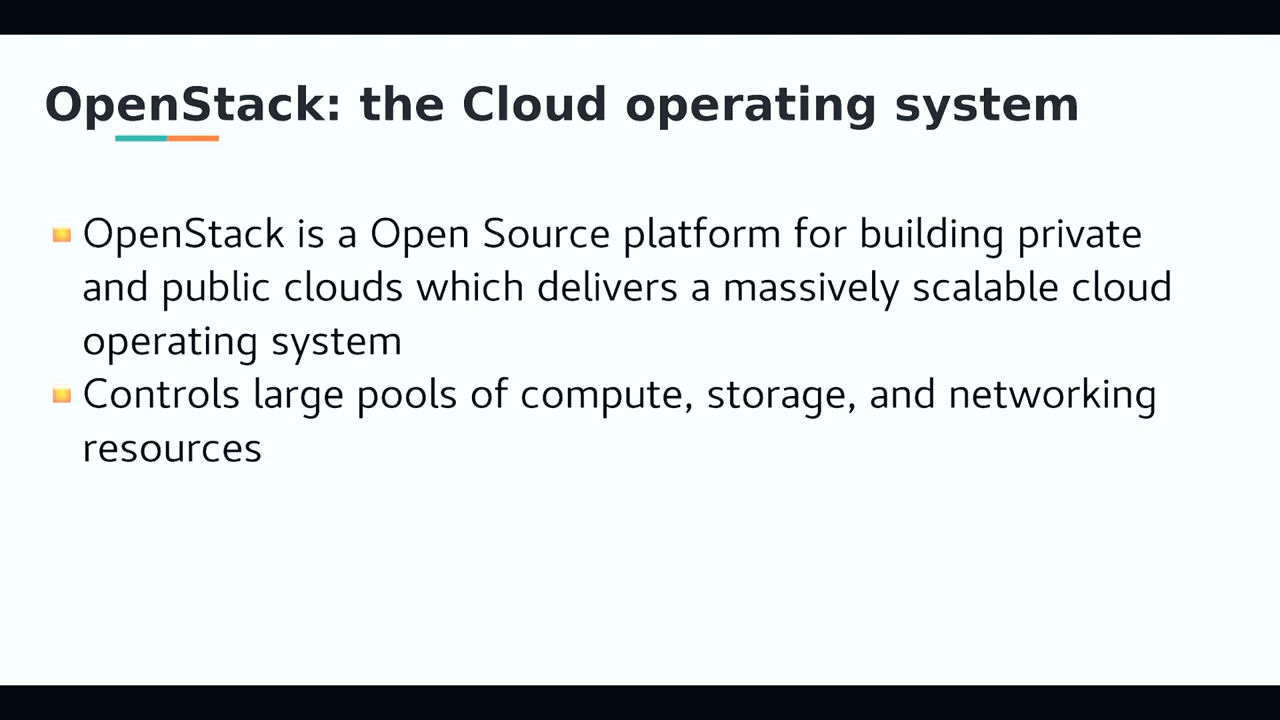 OpenStack: the Cloud operating system
OpenStack is a Open Source platform for building private
and public clouds which delivers a massively scalable cloud
operating system
Controls large pools of compute, storage, and networking
resources